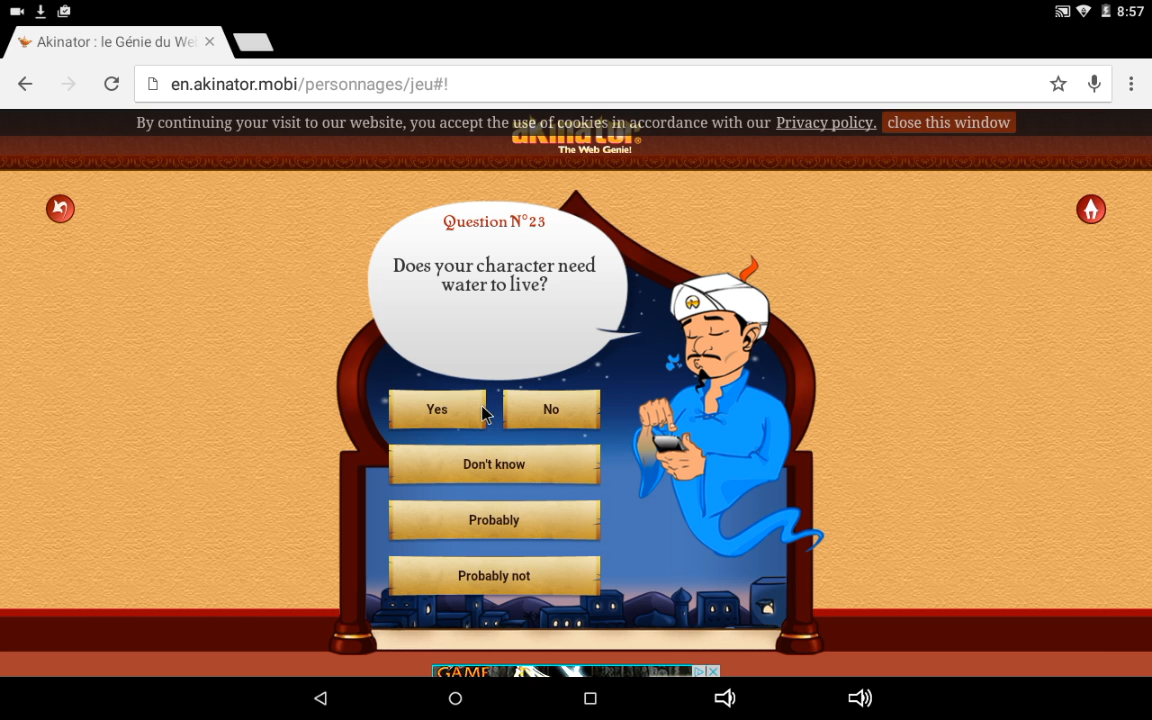 8:57
Akinator : le Génie du We
en.akinator.mobi/personnages/jeu#!
By continuing your visit to our website, you accept the use of cookies in accordance with our Privacy policy. close this window
akinator
The Web Genie!
Question N°23
Does your character need
water to live?
Yes No
Don't know
Probably
Probably not
GAME